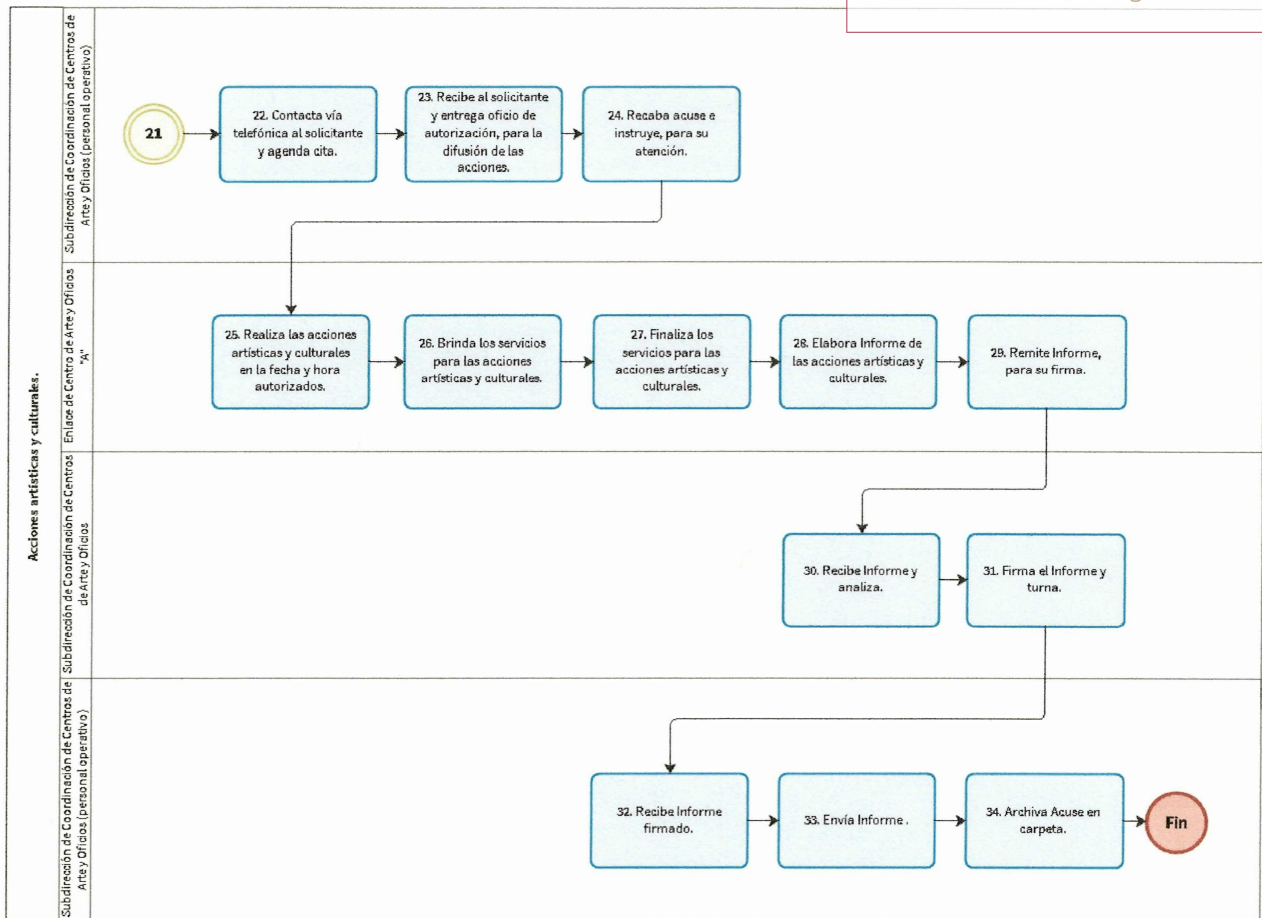 Acciones artísticas y culturales.
Subdirección de Coordinación de Centros de
Arte y Oficios (personal operativo)
21
22. Contacta vía
telefónica al solicitante
y agenda cita.
23. Recibe al solicitante
y entrega oficio de
autorización, para la
difusión de las
acciones.
24. Recaba acuse e
instruye, para su
atención.
Enlace de Centro de Arte y Oficios
"A"
25. Realiza las acciones
artísticas y culturales
en la fecha y hora
autorizados.
26. Brinda los servicios
para las acciones
artísticas y culturales.
27. Finaliza los
servicios para las
acciones artísticas y
culturales.
28. Elabora Informe de
las acciones artísticas y
culturales.
29. Remite Informe,
para su firma.
Subdirección de Coordinación de Centros
de Arte y Oficios
30. Recibe Informe y
analiza.
31. Firma el Informe y
turna.
Subdirección de Coordinación de Centros de
Arte y Oficios (personal operativo)
32. Recibe Informe
firmado.
33. Envía Informe .
34. Archiva Acuse en
carpeta.
Fin